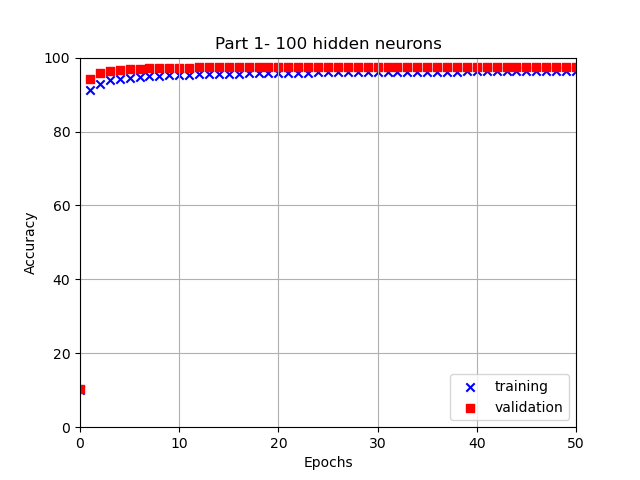 Part 1- 100 hidden neurons
100
80
60
40
20
0
Accuracy
0 10 20 30 40 50
Epochs
training
validation